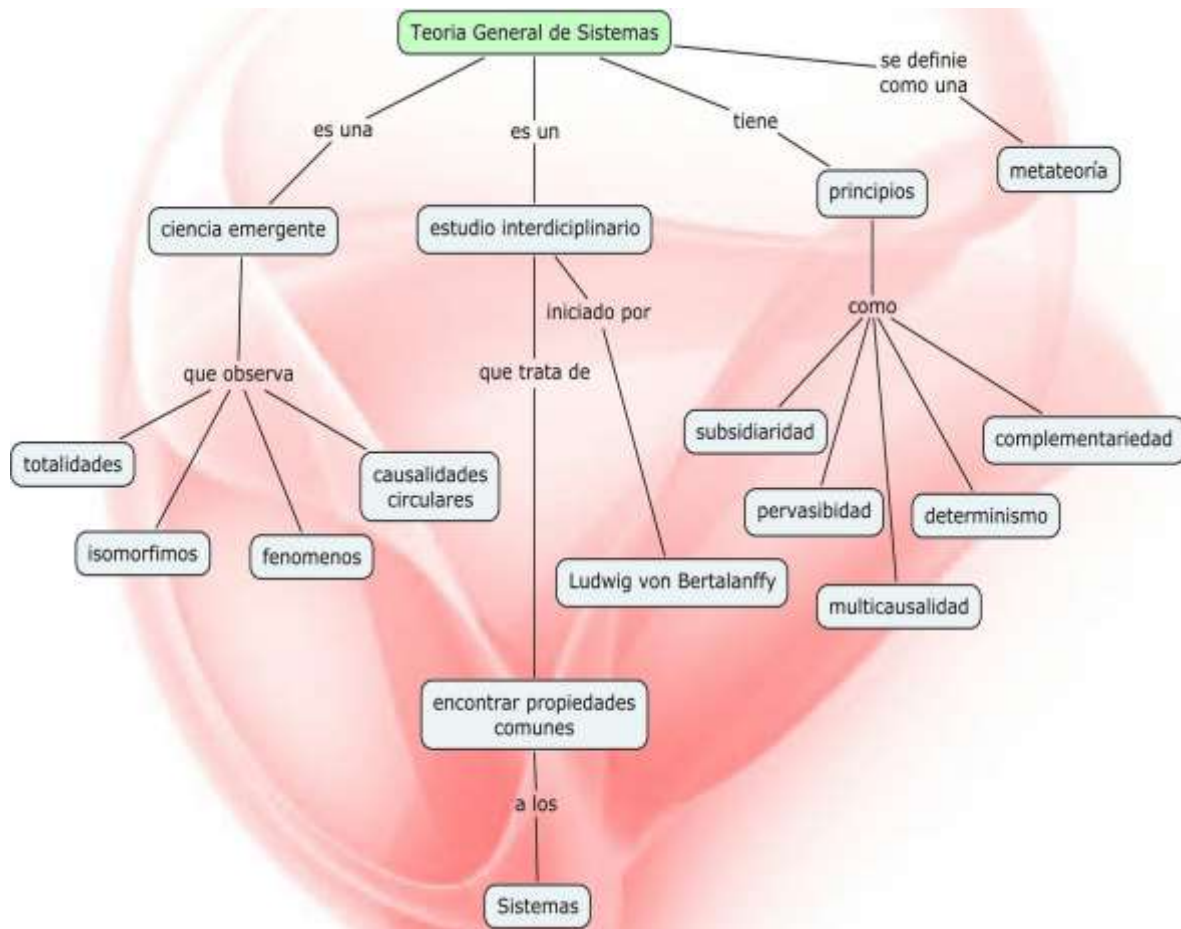 Teoria General de Sistemas
se definie
como una
es una
es un
tiene
metateoría
principios
ciencia emergente
estudio interdiciplinario
iniciado por
como
que observa
que trata de
subsidiaridad
complementariedad
totalidades
causalidades
circulares
pervasibidad
determinismo
isomorfimos
fenomenos
Ludwig von Bertalanffy
multicausalidad
encontrar propiedades
comunes
a los
Sistemas